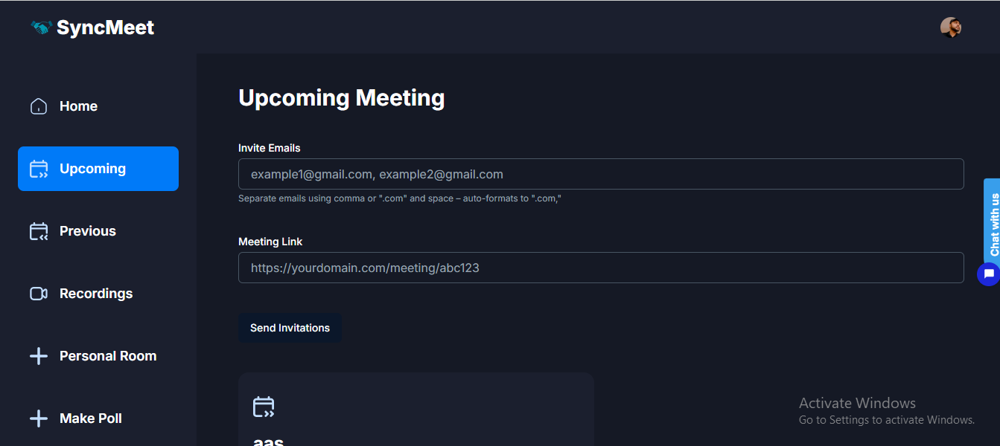 SyncMeet
Home
Upcoming
Previous
Recordings
Personal Room
Make Poll
Upcoming Meeting
Invite Emails
example1@gmail.com, example2@gmail.com
Separate emails using comma or ".com" and space – auto-formats to ".com,"
Meeting Link
https://yourdomain.com/meeting/abc123
Send Invitations
aas
Chat with us
Activate Windows
Go to Settings to activate Windows.